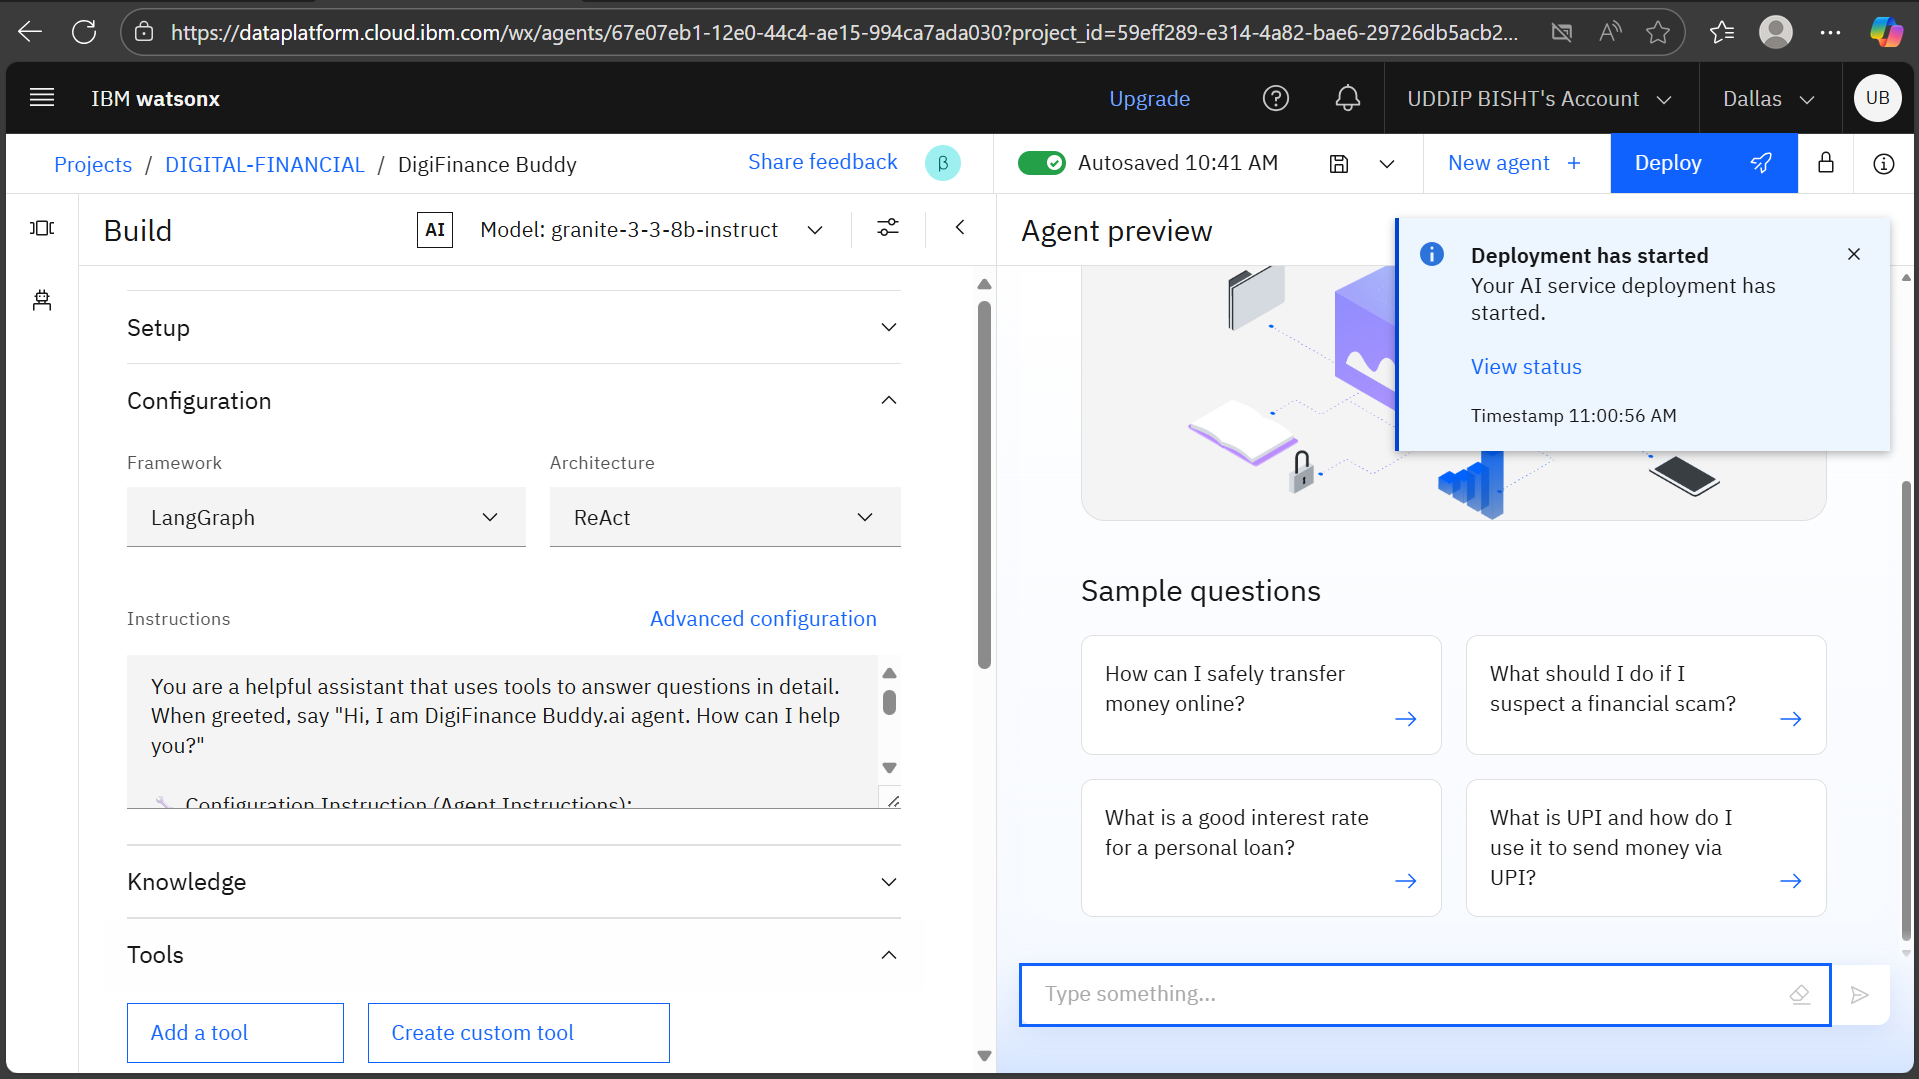 https://dataplatform.cloud.ibm.com/wx/agents/67e07eb1-12e0-44c4-ae15-994ca7ada030?project_id=59eff289-e314-4a82-bae6-29726db5acb2...
IBM watsonx
Upgrade
UDDIP BISHT's Account
Dallas
UB
Projects / DIGITAL-FINANCIAL / DigiFinance Buddy
Share feedback
β
Autosaved 10:41 AM
New agent +
Deploy
Build
AI
Model: granite-3-3-8b-instruct
Agent preview
Deployment has started
Your AI service deployment has
started.
View status
Timestamp 11:00:56 AM
Setup
Configuration
Framework
Architecture
LangGraph
ReAct
Instructions
Advanced configuration
You are a helpful assistant that uses tools to answer questions in detail.
When greeted, say "Hi, I am DigiFinance Buddy.ai agent. How can I help
you?"
🔧 Configuration Instruction (Agent Instructions):
Knowledge
Tools
Add a tool
Create custom tool
Sample questions
How can I safely transfer
money online?
What should I do if I
suspect a financial scam?
What is a good interest rate
for a personal loan?
What is UPI and how do I
use it to send money via
UPI?
Type something...